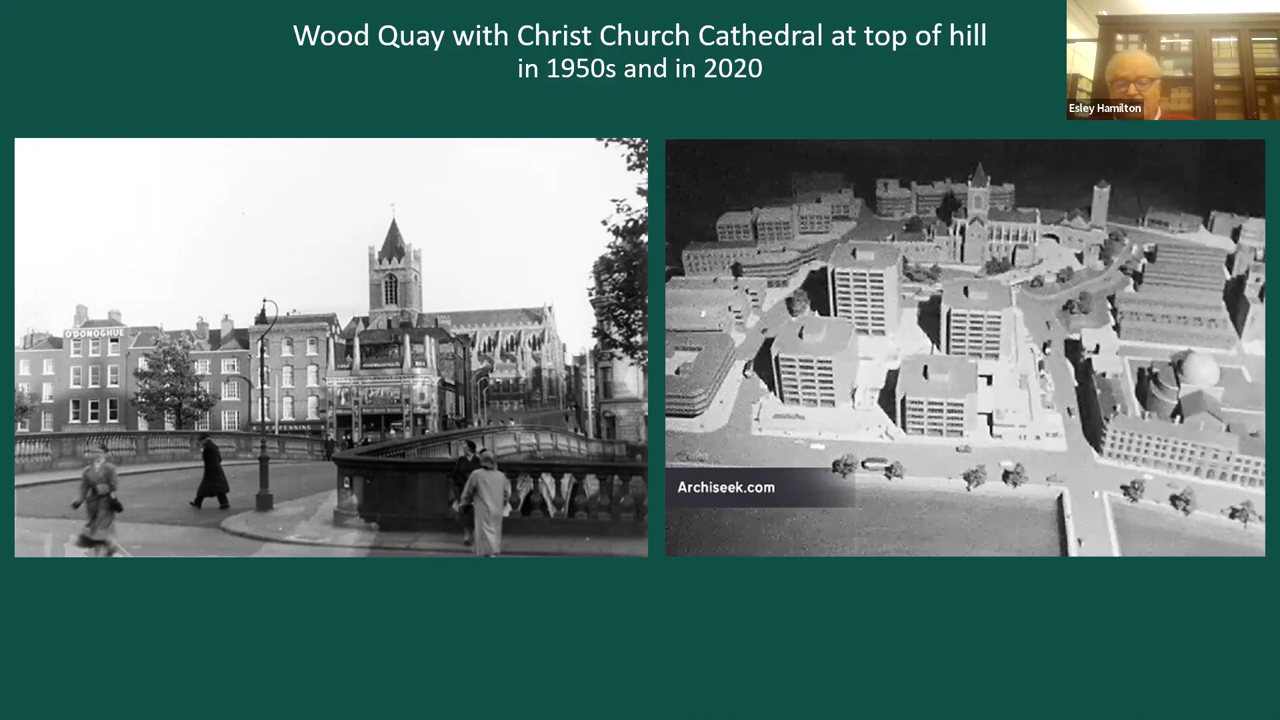 Wood Quay with Christ Church Cathedral at top of hill
in 1950s and in 2020
Esley Hamilton
O'DONOGHUE
Archiseek.com